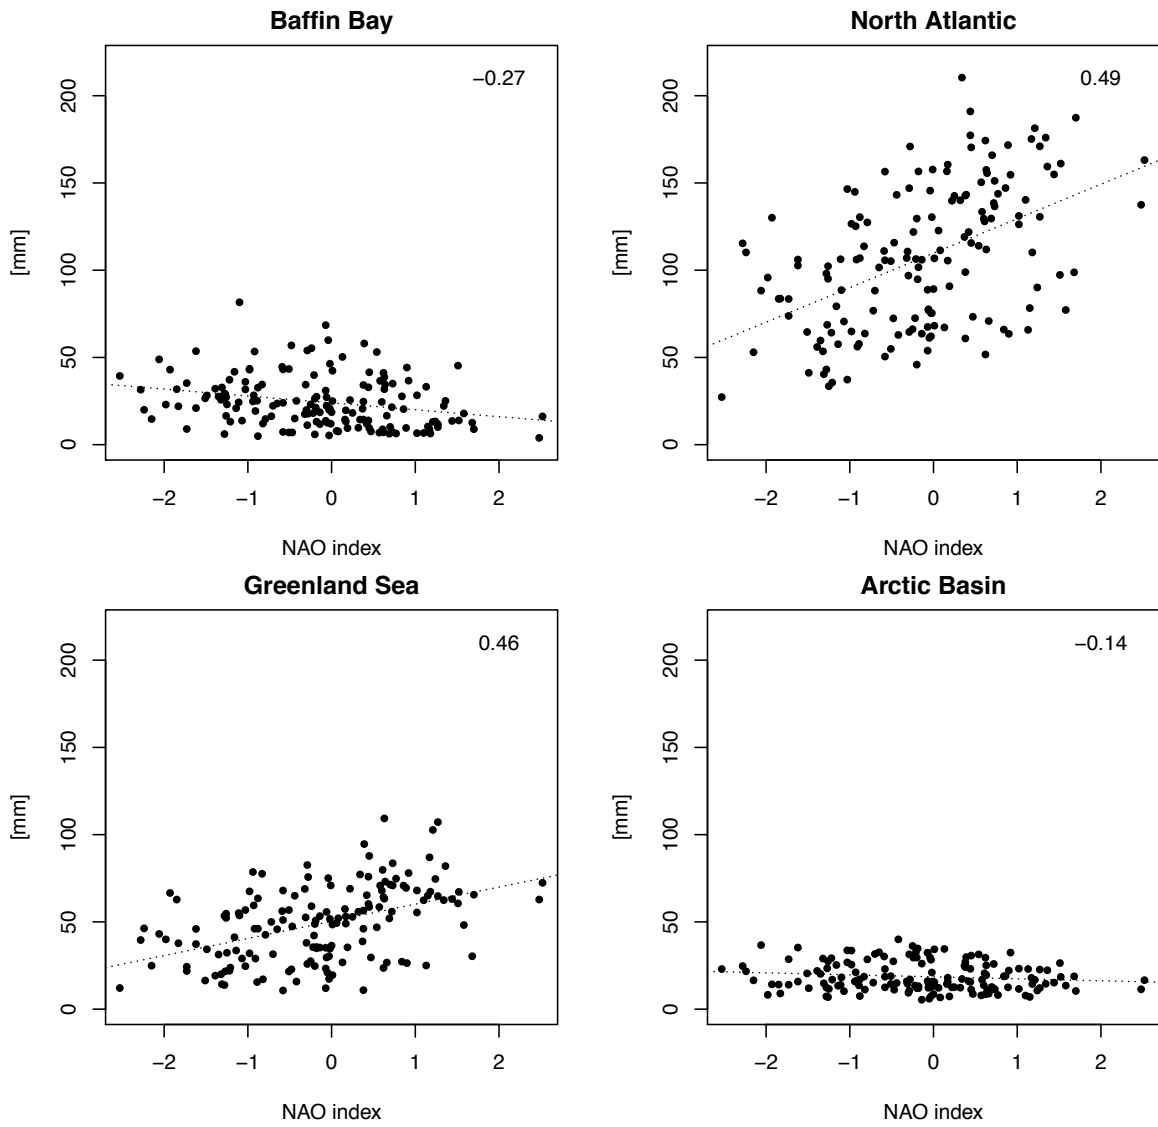 Baffin Bay
−0.27
200
150
100
50
0
[mm]
−2 −1 0 1 2
NAO index
North Atlantic
0.49
200
150
100
50
0
[mm]
−2 −1 0 1 2
NAO index
Greenland Sea
0.46
200
150
100
50
0
[mm]
−2 −1 0 1 2
NAO index
Arctic Basin
−0.14
200
150
100
50
0
[mm]
−2 −1 0 1 2
NAO index